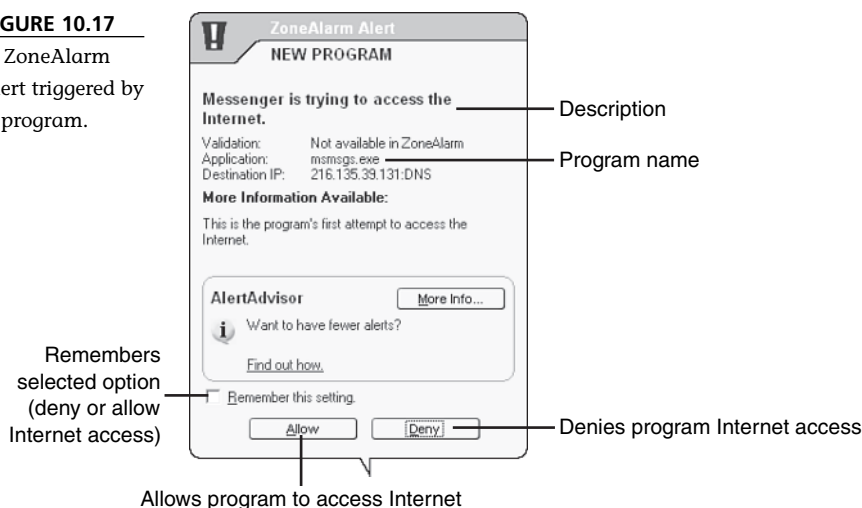 GURE 10.17
ZoneAlarm
ert triggered by
program.
ZoneAlarm Alert
NEW PROGRAM
Messenger is trying to access the
Internet.
Validation: Not available in ZoneAlarm
Application: msmsgs.exe
Destination IP: 216.135.39.131:DNS
More Information Available:
This is the program's first attempt to access the
Internet.
AlertAdvisor More Info...
Want to have fewer alerts?
Find out how.
Remember this setting.
Allow Deny
Description
Program name
Remembers
selected option
(deny or allow
Internet access)
Denies program Internet access
Allows program to access Internet